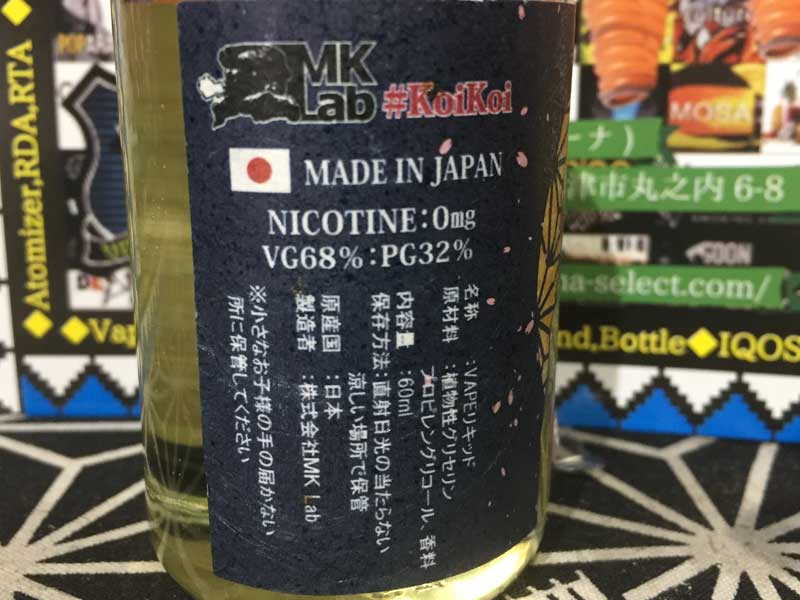 MK
Lab
#KoiKoi
MADE IN JAPAN
NICOTINE:0mg
VG68%:PG32%
名称　:VAPEリキッド
原材料　:植物性グリセリン
プロピレングリコール、香料
内容量　:60ml
保存方法:直射日光の当たらない
涼しい場所で保管
原産国　:日本
製造者　:株式会社MK Lab
※小さなお子様の手の届かない
所に保管してください
◆Atomizer,RDA,RTA◆
◆Vap
MOSA
ーナ)
津市丸之内 6-8
GOON
na-select.com/
nd,Bottle◆IQOS